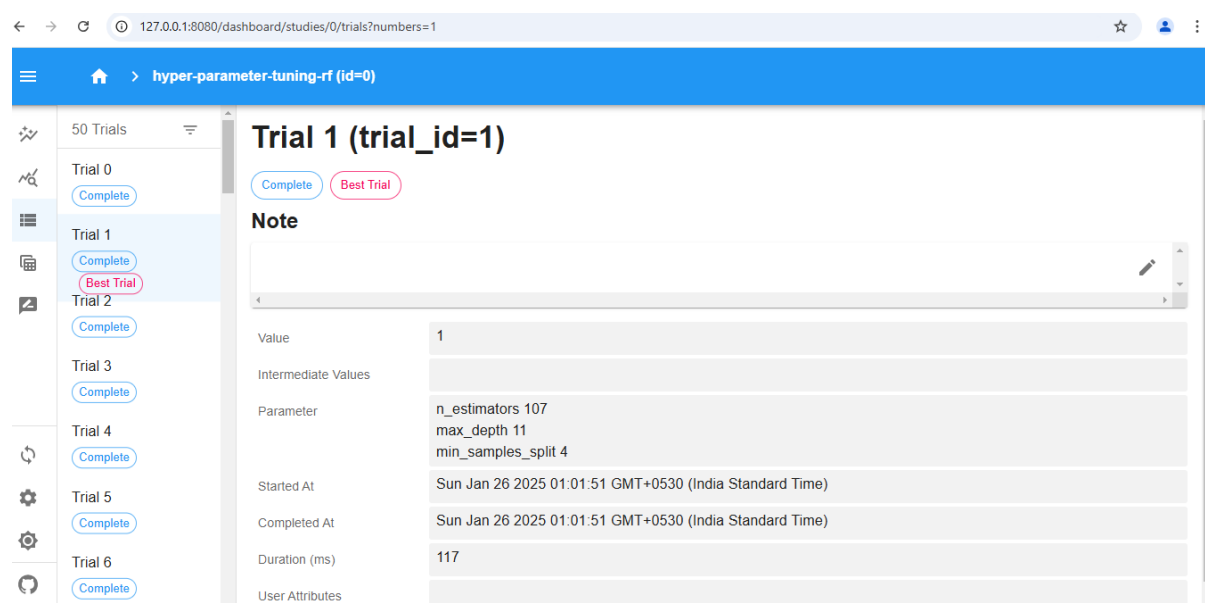 127.0.0.1:8080/dashboard/studies/0/trials?numbers=1
hyper-parameter-tuning-rf (id=0)
50 Trials
Trial 0
Complete
Trial 1
Complete
Best Trial
Trial 2
Complete
Trial 3
Complete
Trial 4
Complete
Trial 5
Complete
Trial 6
Complete
Trial 1 (trial_id=1)
Complete Best Trial
Note
Value 1
Intermediate Values
Parameter n_estimators 107
max_depth 11
min_samples_split 4
Started At Sun Jan 26 2025 01:01:51 GMT+0530 (India Standard Time)
Completed At Sun Jan 26 2025 01:01:51 GMT+0530 (India Standard Time)
Duration (ms) 117
User Attributes